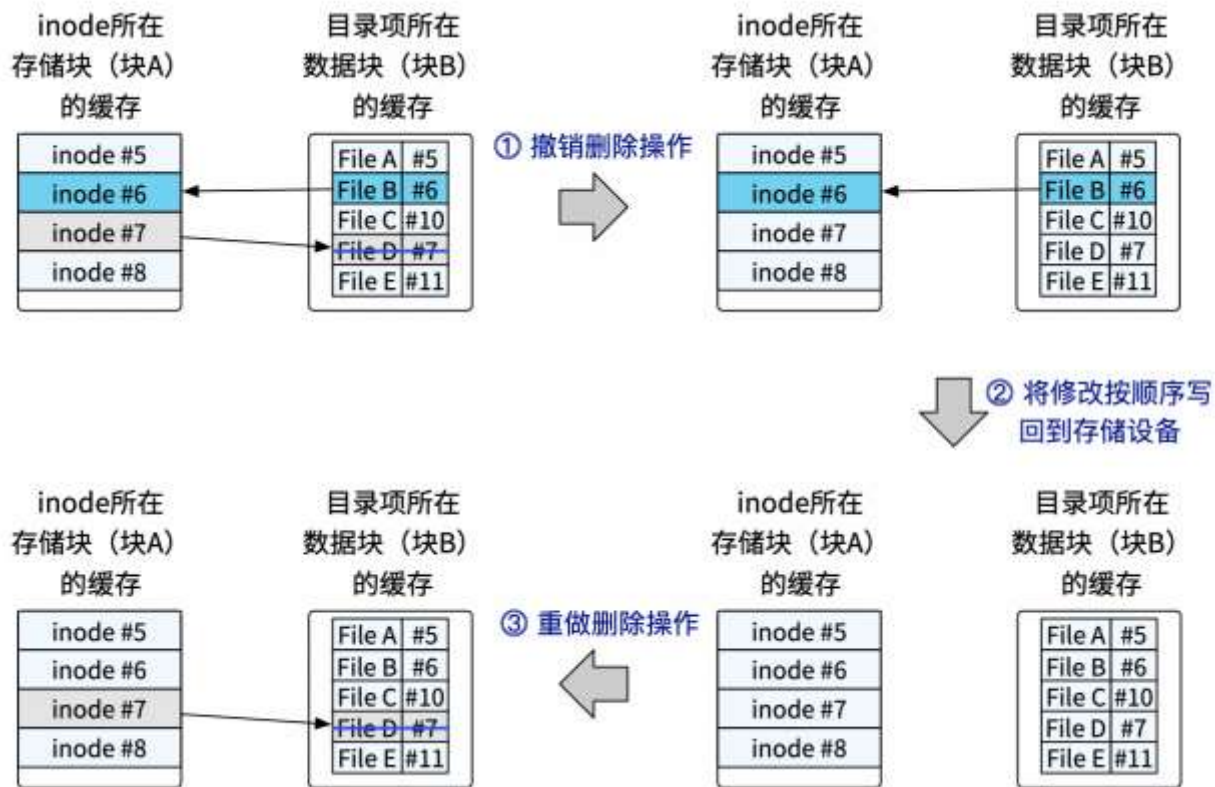 inode所在
存储块（块A）
的缓存
inode #5
inode #6
inode #7
inode #8
目录项所在
数据块（块B）
的缓存
File A #5
File B #6
File C #10
File D #7
File E #11
① 撤销删除操作
inode所在
存储块（块A）
的缓存
inode #5
inode #6
inode #7
inode #8
目录项所在
数据块（块B）
的缓存
File A #5
File B #6
File C #10
File D #7
File E #11
② 将修改按顺序写
回到存储设备
inode所在
存储块（块A）
的缓存
inode #5
inode #6
inode #7
inode #8
目录项所在
数据块（块B）
的缓存
File A #5
File B #6
File C #10
File D #7
File E #11
③ 重做删除操作
inode所在
存储块（块A）
的缓存
inode #5
inode #6
inode #7
inode #8
目录项所在
数据块（块B）
的缓存
File A #5
File B #6
File C #10
File D #7
File E #11